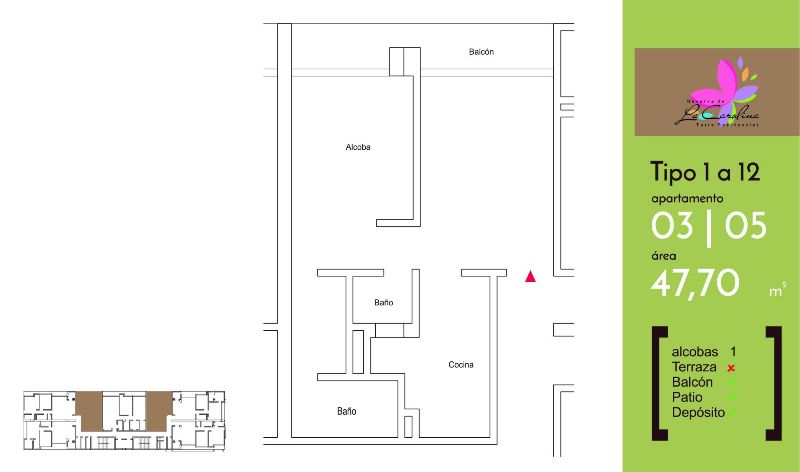 Balcón
Alcoba
Baño
Cocina
Baño
Reserva de
La Carolina
Torre Residencial
Tipo 1 a 12
apartamento
03 | 05
área
47,70 m²
alcobas 1
Terraza ✘
Balcón ✓
Patio ✓
Depósito ✓